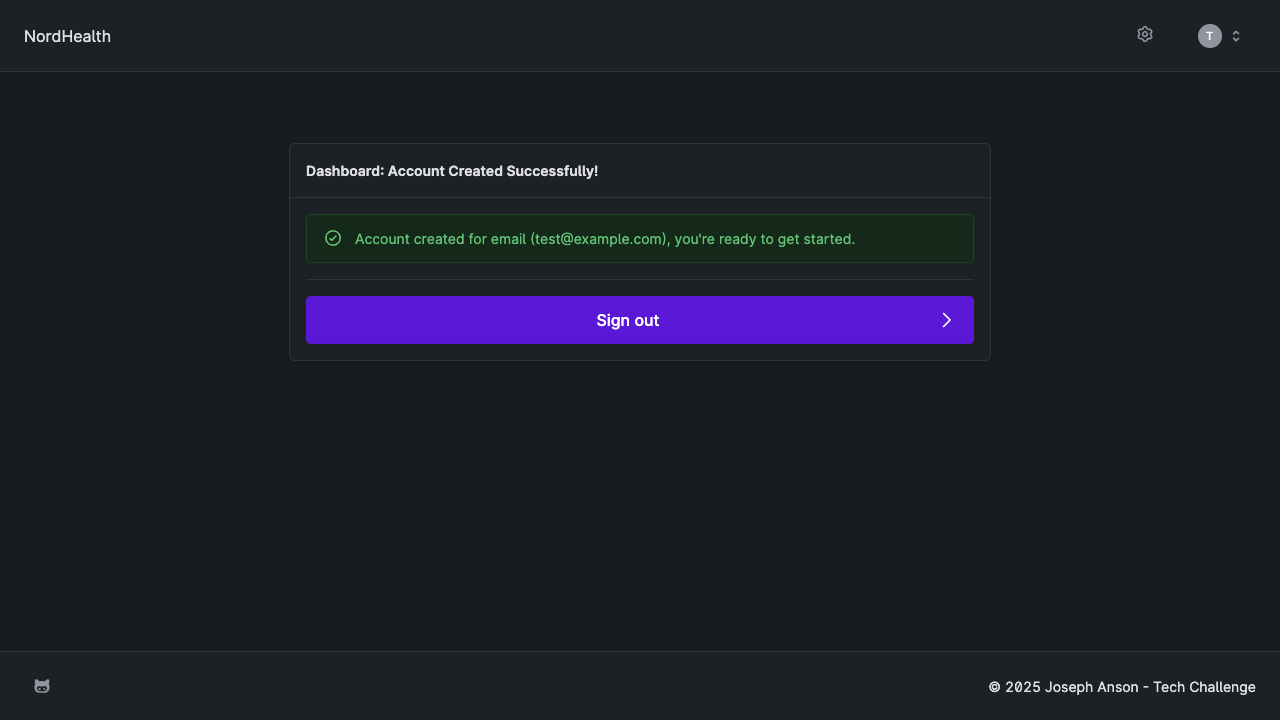 NordHealth
T
Dashboard: Account Created Successfully!
Account created for email (test@example.com), you're ready to get started.
Sign out
© 2025 Joseph Anson - Tech Challenge